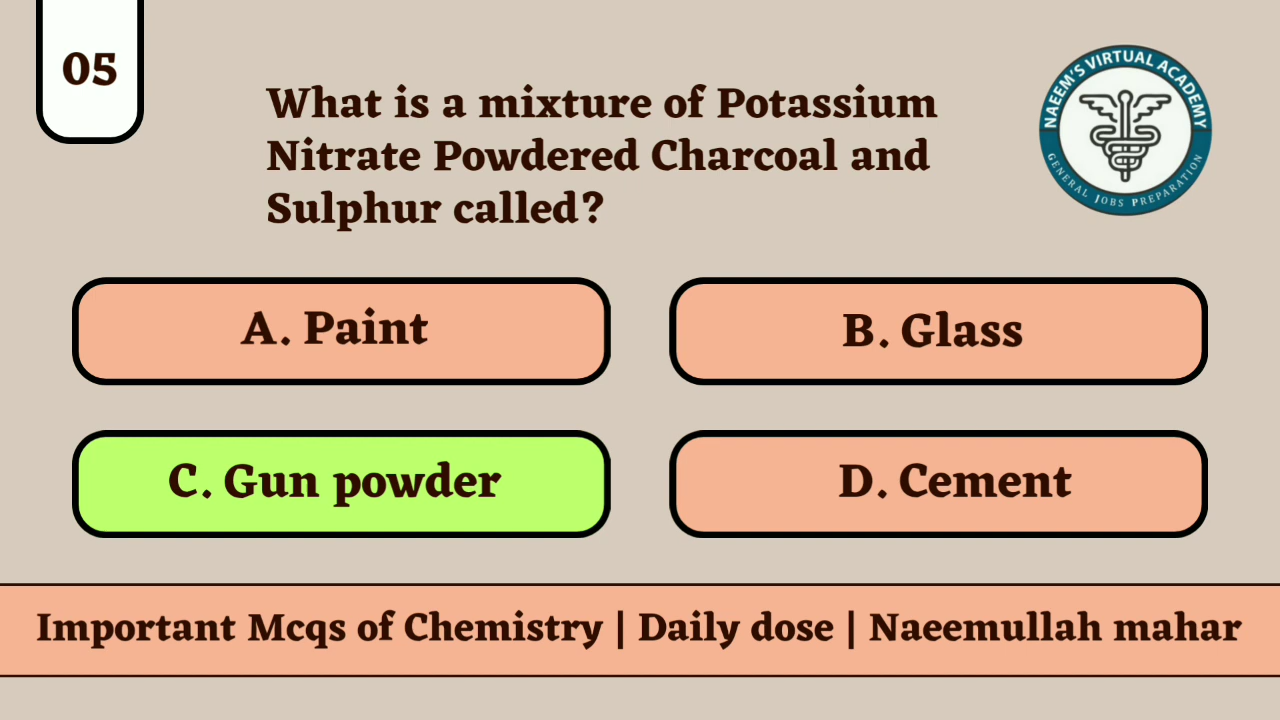 05
What is a mixture of Potassium
Nitrate Powdered Charcoal and
Sulphur called?
NAEEM'S VIRTUAL ACADEMY
GENERAL JOBS PREPARATION
A. Paint
B. Glass
C. Gun powder
D. Cement
Important Mcqs of Chemistry | Daily dose | Naeemullah mahar